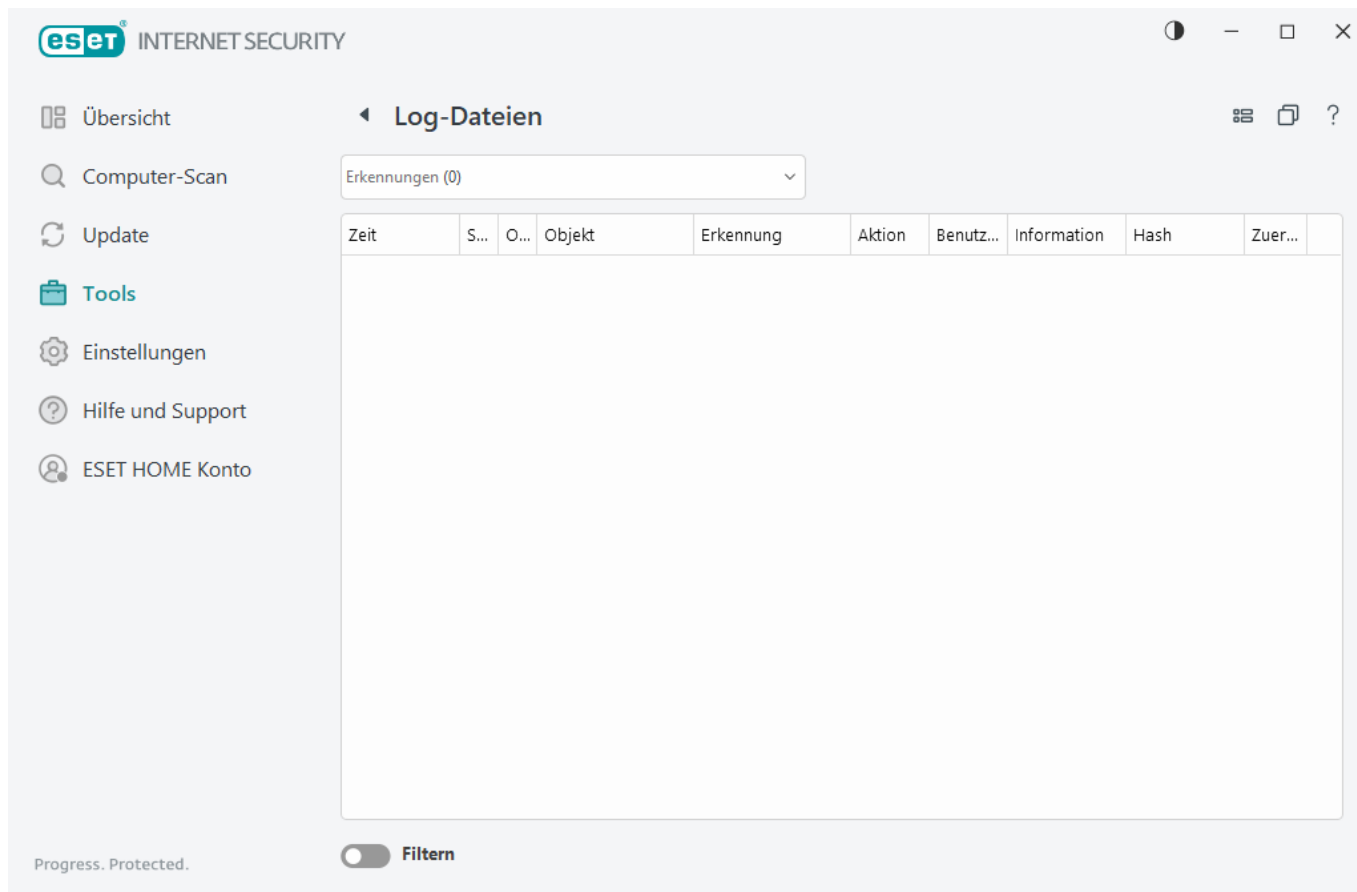 eset® INTERNET SECURITY
Übersicht
Computer-Scan
Update
Tools
Einstellungen
Hilfe und Support
ESET HOME Konto
Progress. Protected.
Log-Dateien
?
Erkennungen (0)
Zeit S... O... Objekt Erkennung Aktion Benutz... Information Hash Zuer...
Filtern